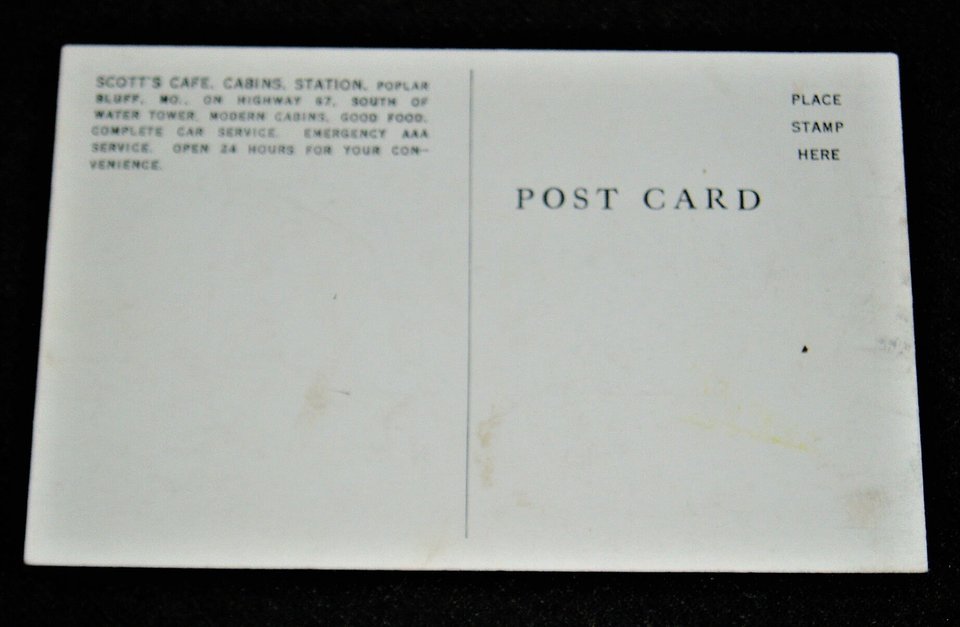 SCOTT'S CAFE, CABINS, STATION, POPLAR
BLUFF, MO., ON HIGHWAY 67, SOUTH OF
WATER TOWER. MODERN CABINS, GOOD FOOD.
COMPLETE CAR SERVICE. EMERGENCY AAA
SERVICE. OPEN 24 HOURS FOR YOUR CON-
VENIENCE.
PLACE
STAMP
HERE
POST CARD